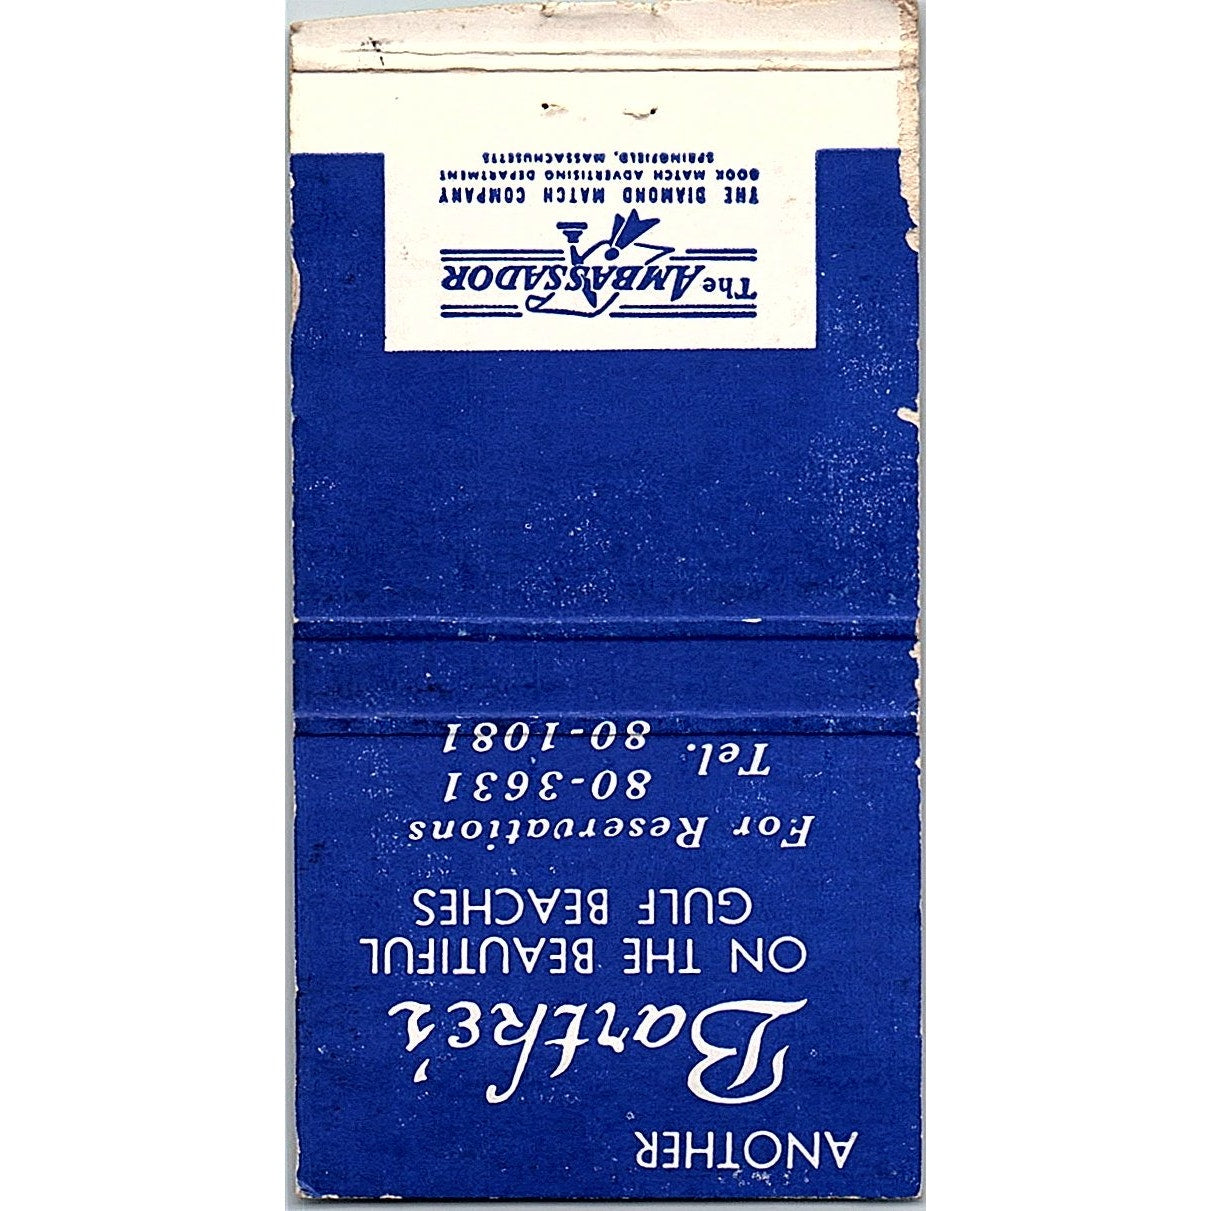 ANOTHER
Bartke's
ON THE BEAUTIFUL
GULF BEACHES
For Reservations
Tel. 80-3631
80-1081
The AMBASSADOR
THE DIAMOND MATCH COMPANY
BOOK MATCH ADVERTISING DEPARTMENT
SPRINGFIELD, MASSACHUSETTS